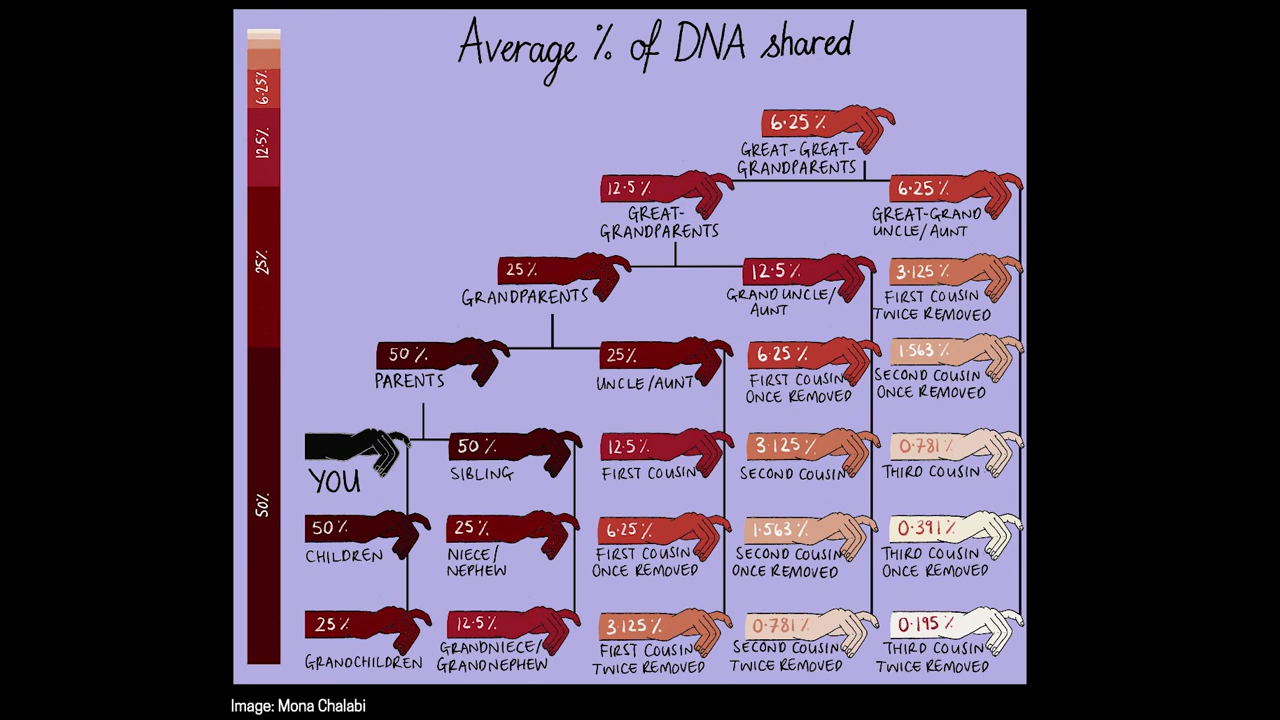 Average % of DNA shared
6.25%
12.5%
25%
50%
6.25 %
GREAT-GREAT-
GRANDPARENTS
12.5 %
GREAT-
GRANDPARENTS
6.25 %
GREAT-GRAND
UNCLE/AUNT
25 %
GRANDPARENTS
12.5 %
GRAND UNCLE/
AUNT
3.125 %
FIRST COUSIN
TWICE REMOVED
50 %
PARENTS
25%
UNCLE/AUNT
6.25 %
FIRST COUSIN
ONCE REMOVED
1.563 %
SECOND COUSIN
ONCE REMOVED
YOU
50 %
SIBLING
12.5 %
FIRST COUSIN
3.125 %
SECOND COUSIN
0.781 %
THIRD COUSIN
50 %
CHILDREN
25 %
NIECE/
NEPHEW
6.25 %
FIRST COUSIN
ONCE REMOVED
1.563 %
SECOND COUSIN
ONCE REMOVED
0.391 %
THIRD COUSIN
ONCE REMOVED
25 %
GRANDCHILDREN
12.5 %
GRANDNIECE/
GRANDNEPHEW
3.125 %
FIRST COUSIN
TWICE REMOVED
0.781 %
SECOND COUSIN
TWICE REMOVED
0.195 %
THIRD COUSIN
TWICE REMOVED
Image: Mona Chalabi